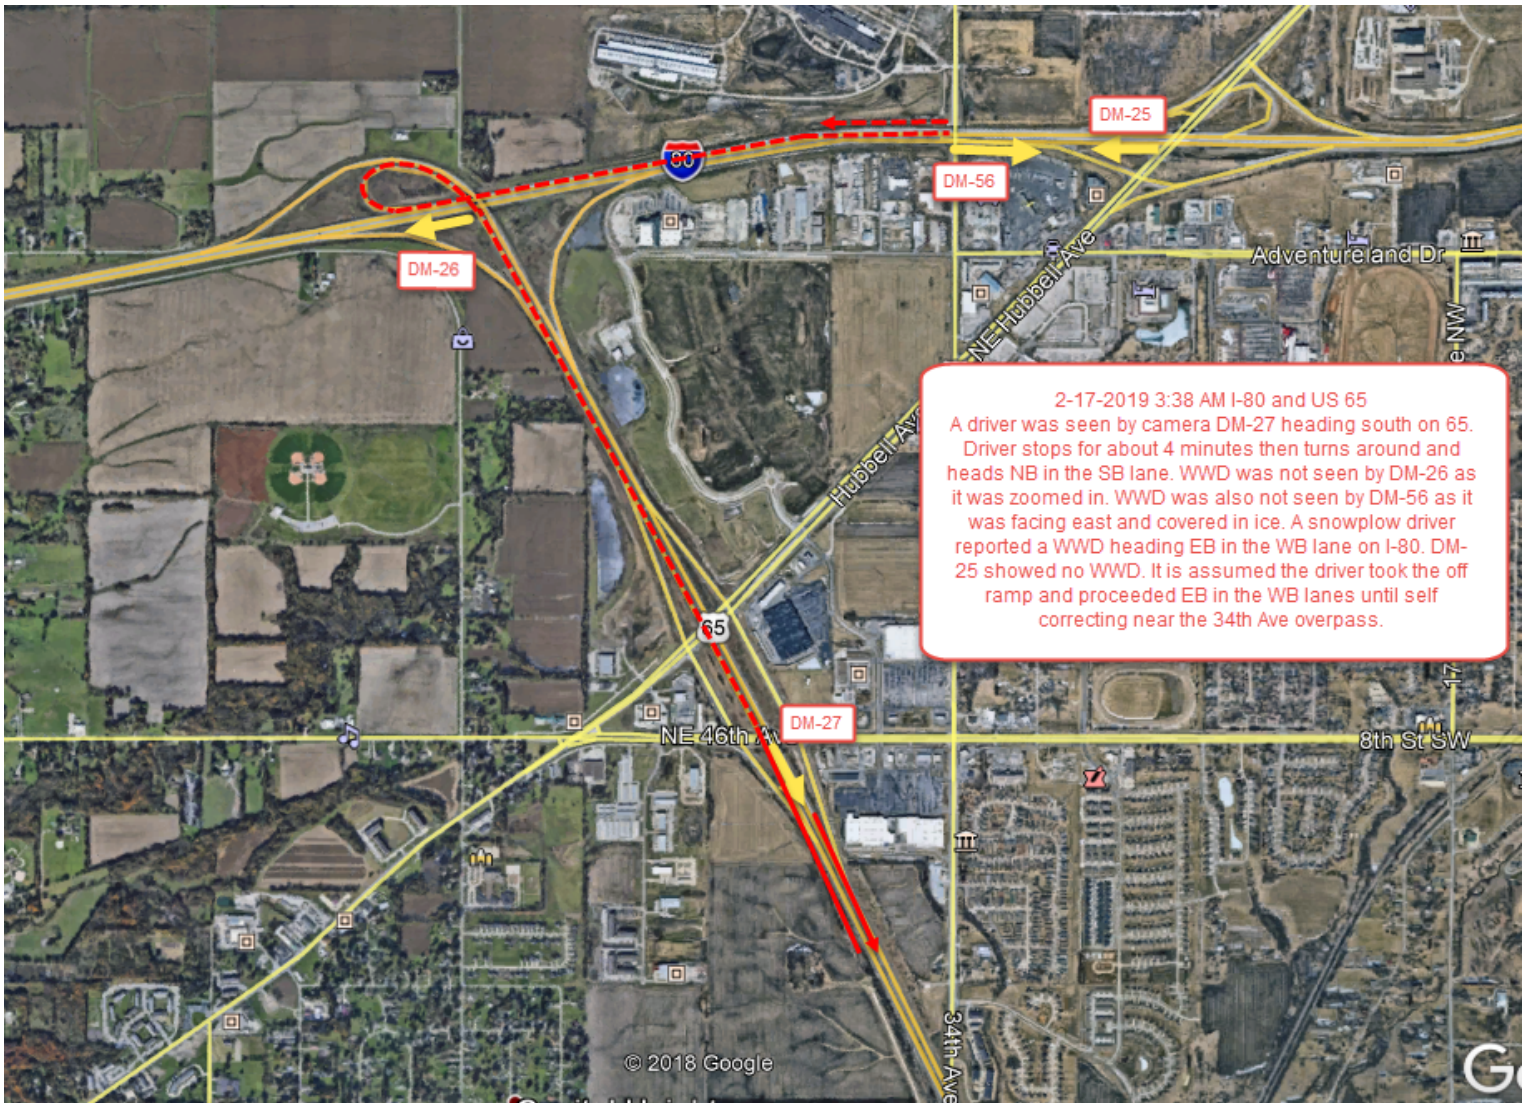 DM-25
80
DM-56
Adventureland Dr
DM-26
NE Hubbell Ave
e NW
Hubbell Ave
2-17-2019 3:38 AM I-80 and US 65
A driver was seen by camera DM-27 heading south on 65.
Driver stops for about 4 minutes then turns around and
heads NB in the SB lane. WWD was not seen by DM-26 as
it was zoomed in. WWD was also not seen by DM-56 as it
was facing east and covered in ice. A snowplow driver
reported a WWD heading EB in the WB lane on I-80. DM-
25 showed no WWD. It is assumed the driver took the off
ramp and proceeded EB in the WB lanes until self
correcting near the 34th Ave overpass.
65
17
DM-27
NE 46th Ave
8th St SW
34th Ave
© 2018 Google
Go